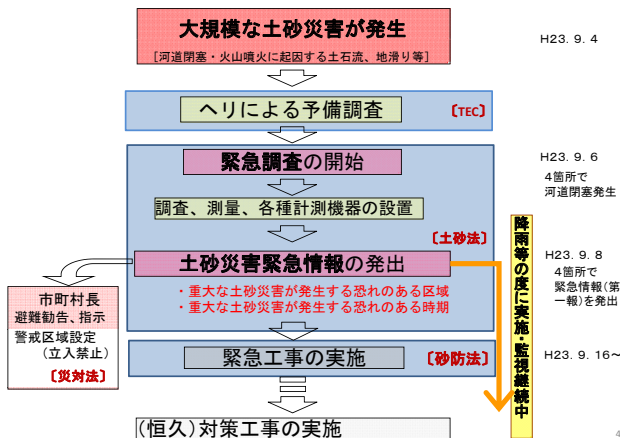 大規模な土砂災害が発生
[河道閉塞・火山噴火に起因する土石流、地滑り等]
H23. 9. 4
ヘリによる予備調査
〔TEC〕
緊急調査の開始
H23. 9. 6
4箇所で
河道閉塞発生
調査、測量、各種計測機器の設置
〔土砂法〕
土砂災害緊急情報の発出
・重大な土砂災害が発生する恐れのある区域
・重大な土砂災害が発生する恐れのある時期
H23. 9. 8
4箇所で
緊急情報(第
一報)を発出
降雨等の度に実施・監視継続中
市町村長
避難勧告、指示
警戒区域設定
(立入禁止)
〔災対法〕
緊急工事の実施
〔砂防法〕
H23. 9. 16~
(恒久)対策工事の実施
4